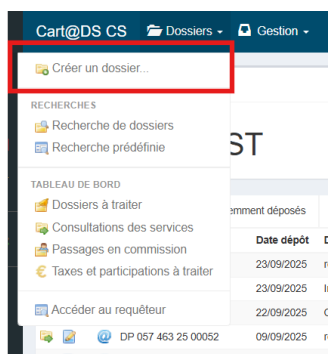 Cart@DS CS Dossiers Gestion
Créer un dossier...
RECHERCHES
Recherche de dossiers
Recherche prédéfinie
ST
TABLEAU DE BORD
Dossiers à traiter
Consultations des services
emment déposés
Passages en commission
Date dépôt
Taxes et participations à traiter
23/09/2025
23/09/2025
Accéder au requêteur
22/09/2025
DP 057 463 25 00052 09/09/2025